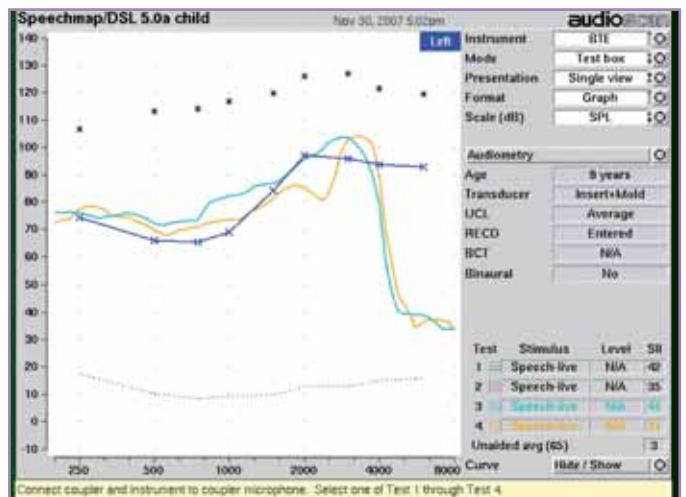 Speechmap/DSL 5.0a child Nov 30, 2007 5:02pm audioscan
Left
Instrument BTE
Mode Test box
Presentation Single view
Format Graph
Scale (dB) SPL
Audiometry
Age 9 years
Transducer Insert+Mold
UCL Average
RECD Entered
BCT N/A
Binaural No
Test Stimulus Level SII
1 Speech-live N/A 42
2 Speech-live N/A 35
3 Speech-live N/A
4 Speech-live N/A
Unaided avg (65) 3
Curve Hide / Show
140
130
120
110
100
90
80
70
60
50
40
30
20
10
0
-10
250 500 1000 2000 4000 8000
Connect coupler and instrument to coupler microphone. Select one of Test 1 through Test 4